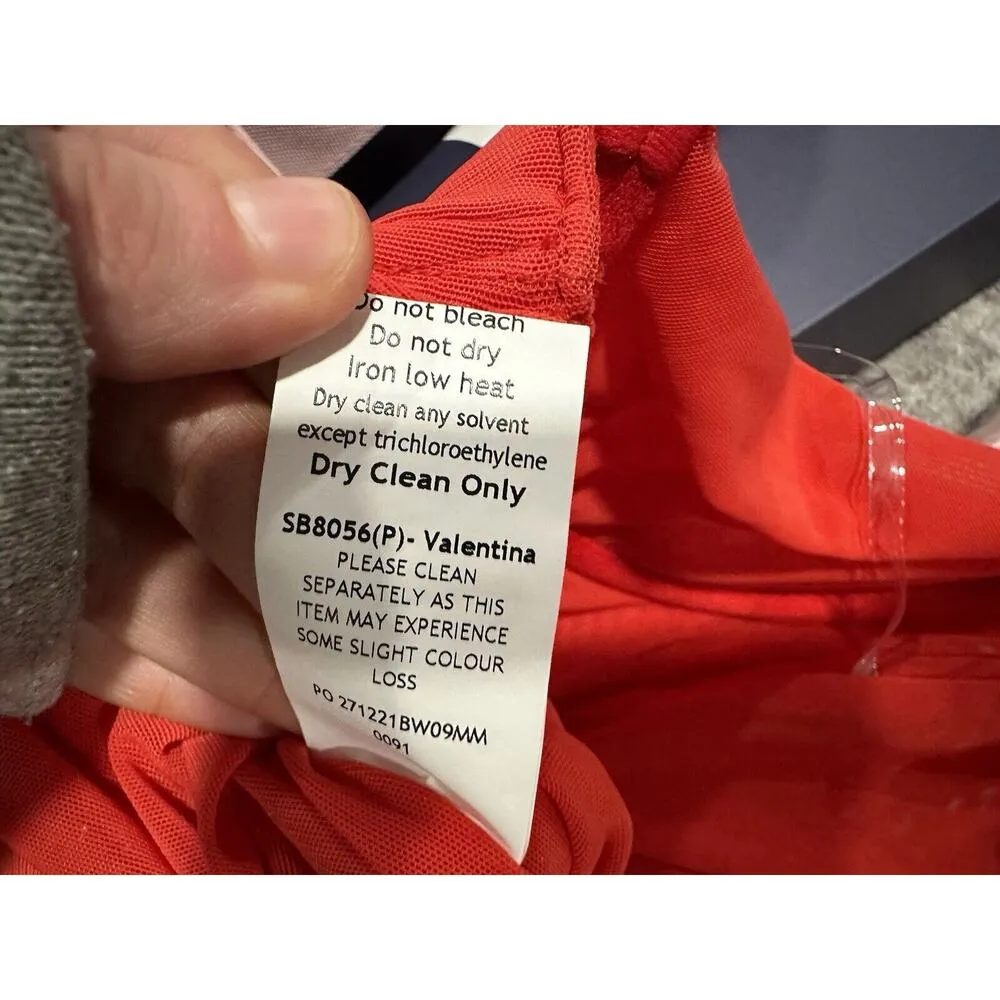 Do not bleach
Do not dry
Iron low heat
Dry clean any solvent
except trichloroethylene
Dry Clean Only
SB8056(P)- Valentina
PLEASE CLEAN
SEPARATELY AS THIS
ITEM MAY EXPERIENCE
SOME SLIGHT COLOUR
LOSS
PO 271221BW09MM
0091